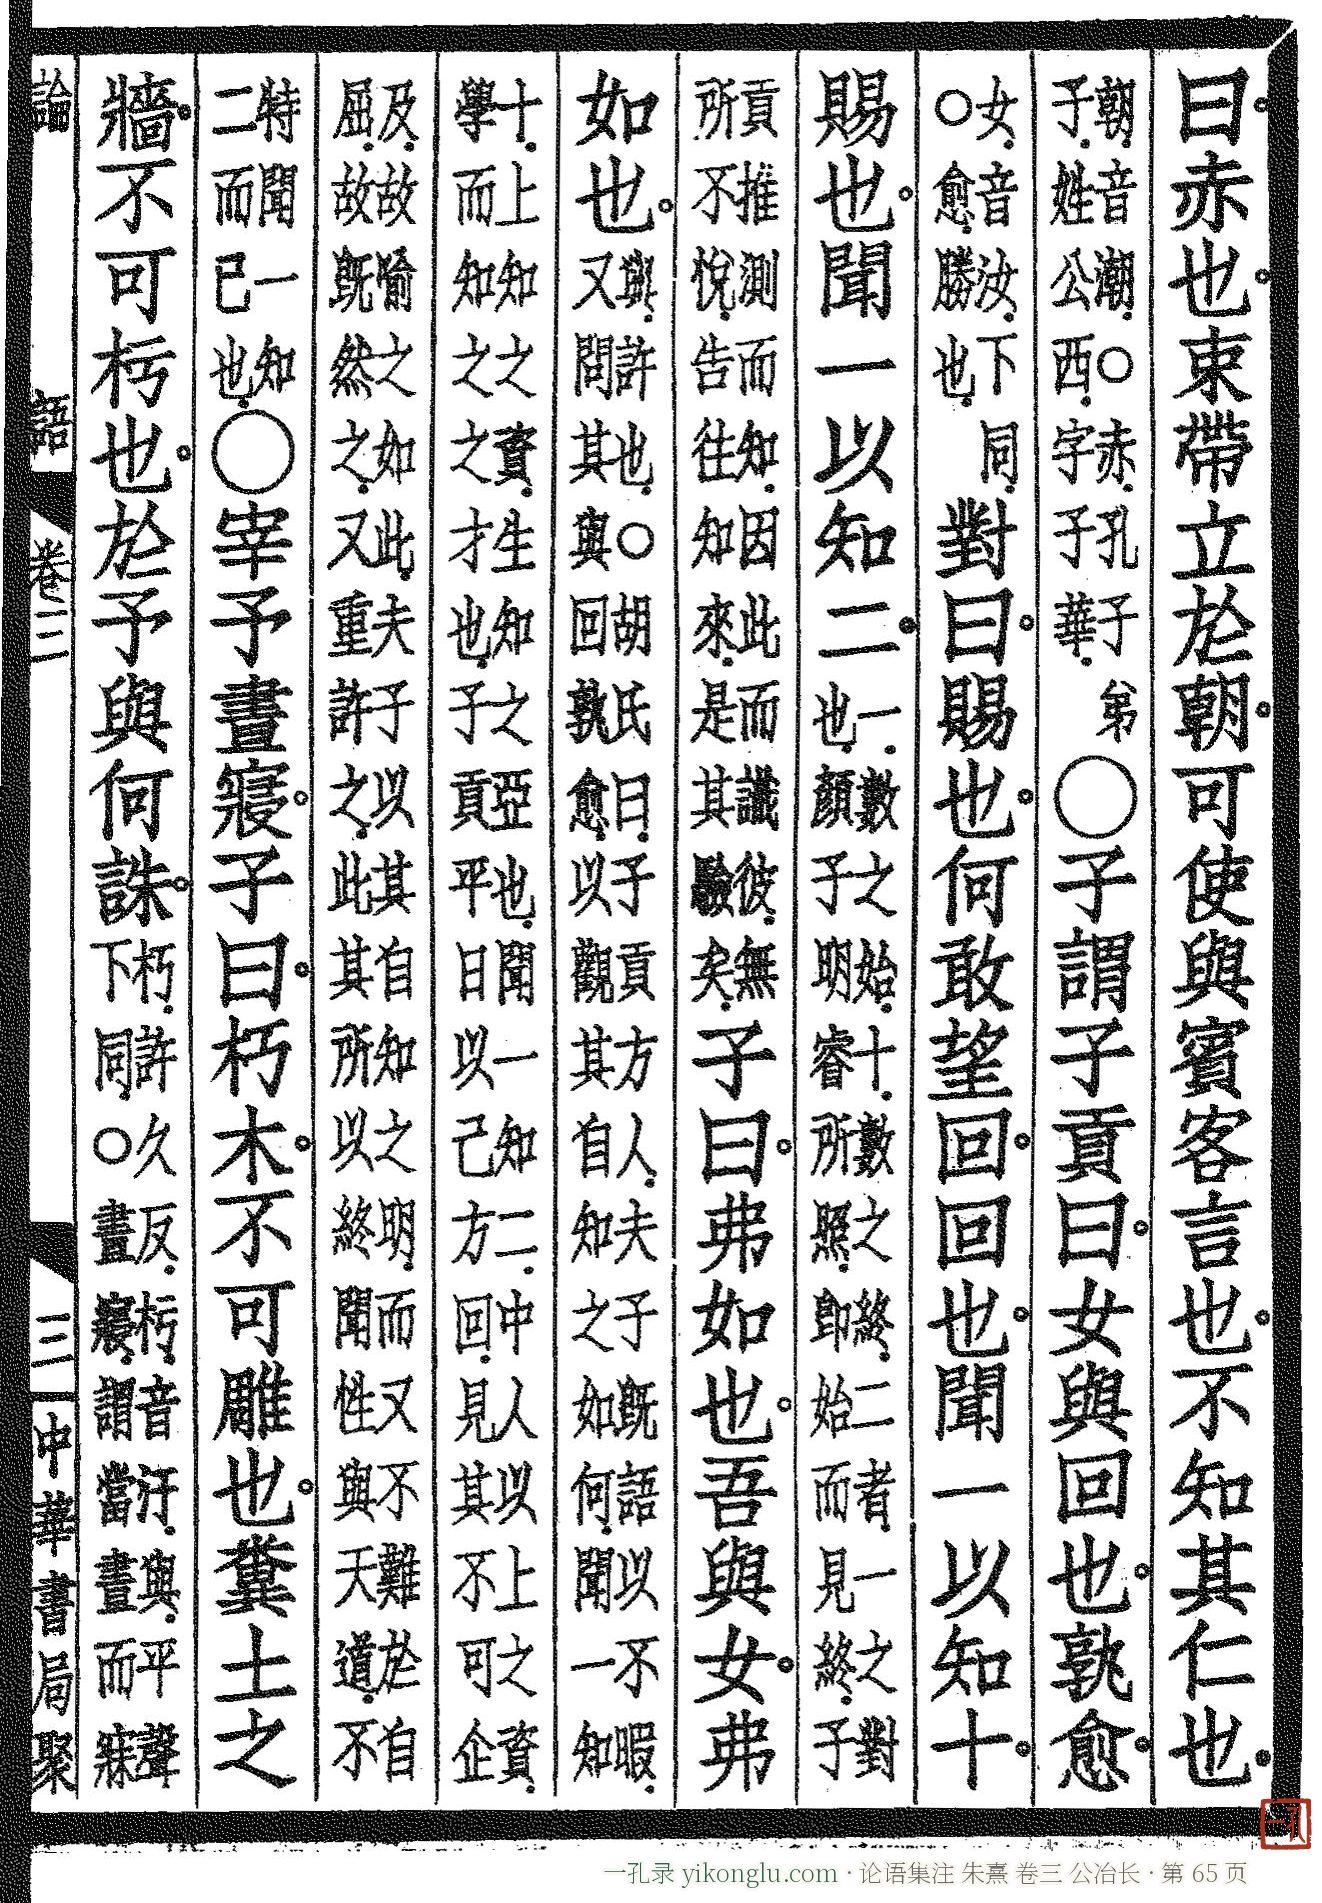 曰赤也束帶立於朝可使與賓客言也不知其仁也
朝音潮○赤孔子弟
子姓公西字子華
○子謂子貢曰女與回也孰愈
女音汝下同
○愈勝也
對曰賜也何敢望回回也聞一以知十
賜也聞一以知二
一數之始十數之終二者一之對
也顏子明睿所照即始而見終子
貢推測而知因此而識彼無
所不悅告往知來是其驗矣
子曰弗如也吾與女弗
如也
與許也○胡氏曰子貢方人夫子既語以不暇
又問其與回孰愈以觀其自知之如何聞一知
十上知之資生知之亞也聞一知二中人以上之資
學而知之之才也子貢平日以己方回見其不可企
及故喻之如此夫子以其自知之明而又不難於自
屈故既然之又重許之此其所以終聞性與天道不
特聞一知
二而已也
○宰予晝寢子曰朽木不可雕也糞土之
牆不可杇也於予與何誅
朽許久反杇音汙與平聲
下同○晝寢謂當晝而寐
論語 卷三 三 中華書局聚
一孔
一孔录 yikonglu.com · 论语集注 朱熹 卷三 公冶长 · 第 65 页